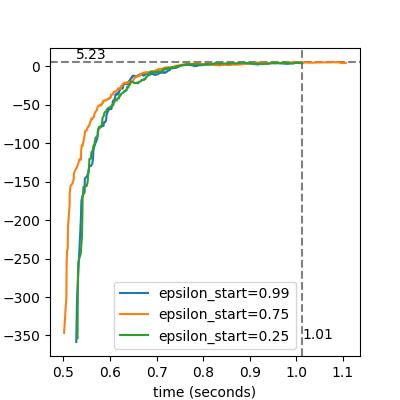 5.23
0
−50
−100
−150
−200
−250
−300
−350
epsilon_start=0.99
epsilon_start=0.75
epsilon_start=0.25
1.01
0.5 0.6 0.7 0.8 0.9 1.0 1.1
time (seconds)